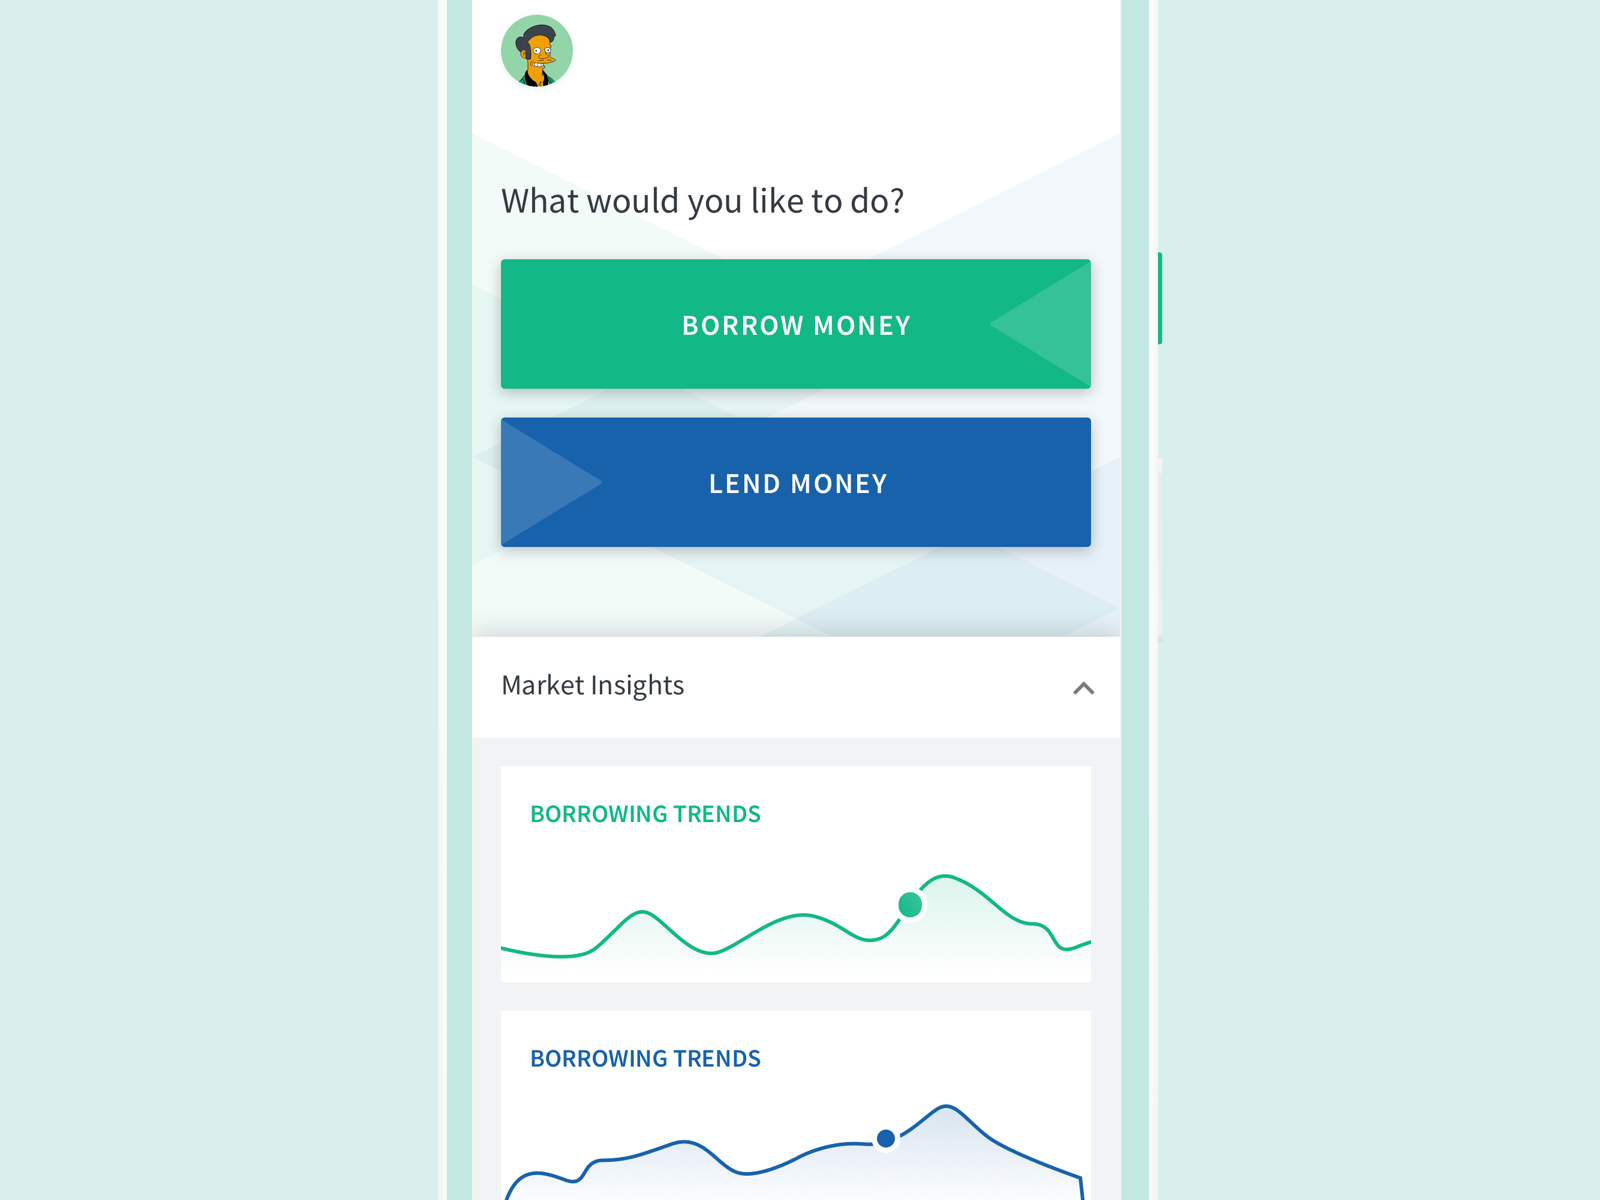 What would you like to do?
BORROW MONEY
LEND MONEY
Market Insights
BORROWING TRENDS
BORROWING TRENDS